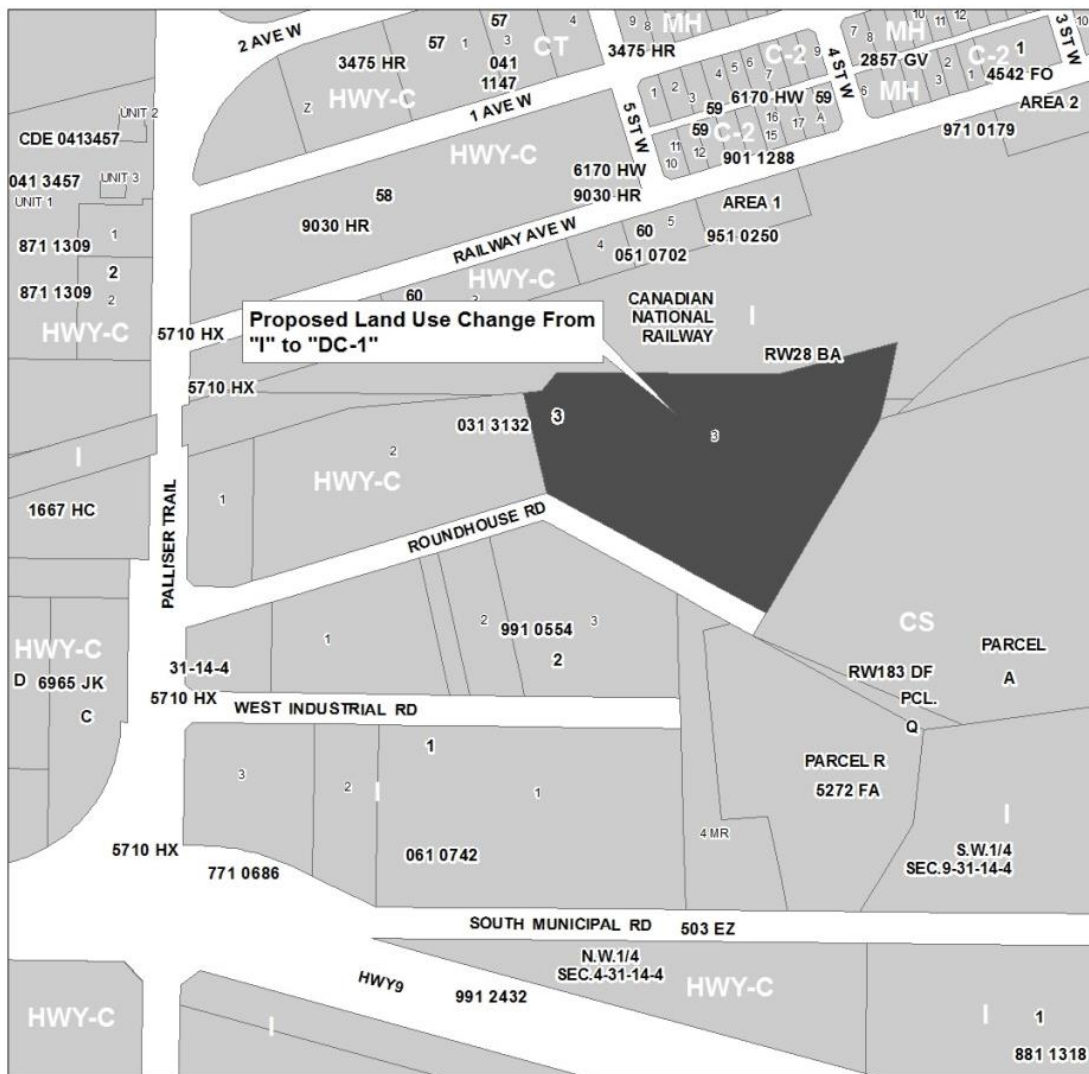 2 AVE W
57
57
4
1
3
CT
3475 HR
041
1147
HWY-C
Z
1 AVE W
9
8
MH
3475 HR
10
11
12
7
8
MH
3 ST W
10
1
2
3
4
5
6
7
C-2
9
4 ST W
2857 GV
2
C-2
1
1
4542 FO
59
6170 HW
59
6
MH
3
AREA 2
5 ST W
59
C-2
16
15
17
A
11
10
12
901 1288
971 0179
UNIT 2
CDE 0413457
041 3457
UNIT 3
UNIT 1
871 1309
1
2
871 1309
2
HWY-C
HWY-C
58
9030 HR
6170 HW
9030 HR
RAILWAY AVE W
AREA 1
951 0250
60
5
4
051 0702
HWY-C
60
3
5710 HX
Proposed Land Use Change From
"I" to "DC-1"
CANADIAN
NATIONAL
RAILWAY
I
RW28 BA
5710 HX
031 3132
3
3
2
HWY-C
1
I
1667 HC
PALLISER TRAIL
ROUNDHOUSE RD
HWY-C
D
6965 JK
C
1
2
991 0554
3
2
31-14-4
5710 HX
WEST INDUSTRIAL RD
CS
PARCEL
A
RW183 DF
PCL.
Q
PARCEL R
5272 FA
1
3
2
I
1
4 MR
I
S.W.1/4
SEC.9-31-14-4
5710 HX
771 0686
061 0742
SOUTH MUNICIPAL RD
503 EZ
HWY9
N.W.1/4
SEC.4-31-14-4
HWY-C
991 2432
HWY-C
I
I
1
881 1318